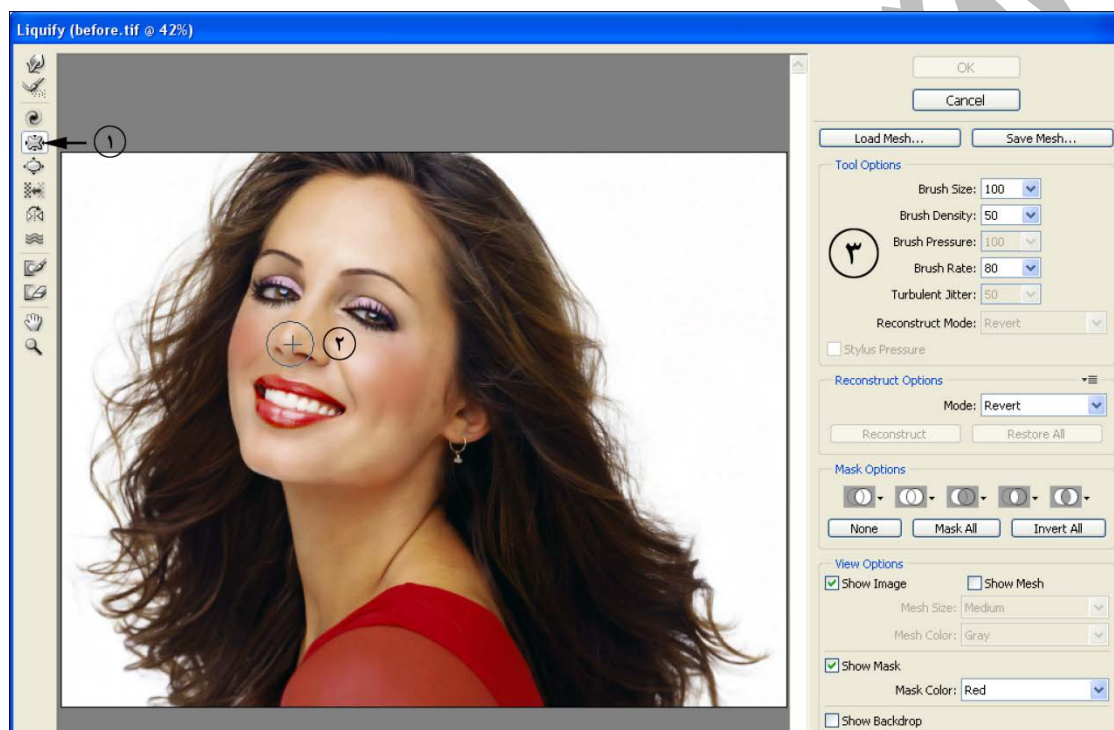 Liquify (before.tif @ 42%)
OK
Cancel
Load Mesh... Save Mesh...
Tool Options
Brush Size: 100
Brush Density: 50
Brush Pressure: 100
Brush Rate: 80
Turbulent Jitter: 50
Reconstruct Mode: Revert
Stylus Pressure
Reconstruct Options
Mode: Revert
Reconstruct Restore All
Mask Options
None Mask All Invert All
View Options
Show Image Show Mesh
Mesh Size: Medium
Mesh Color: Gray
Show Mask
Mask Color: Red
Show Backdrop
۱
۲
۳